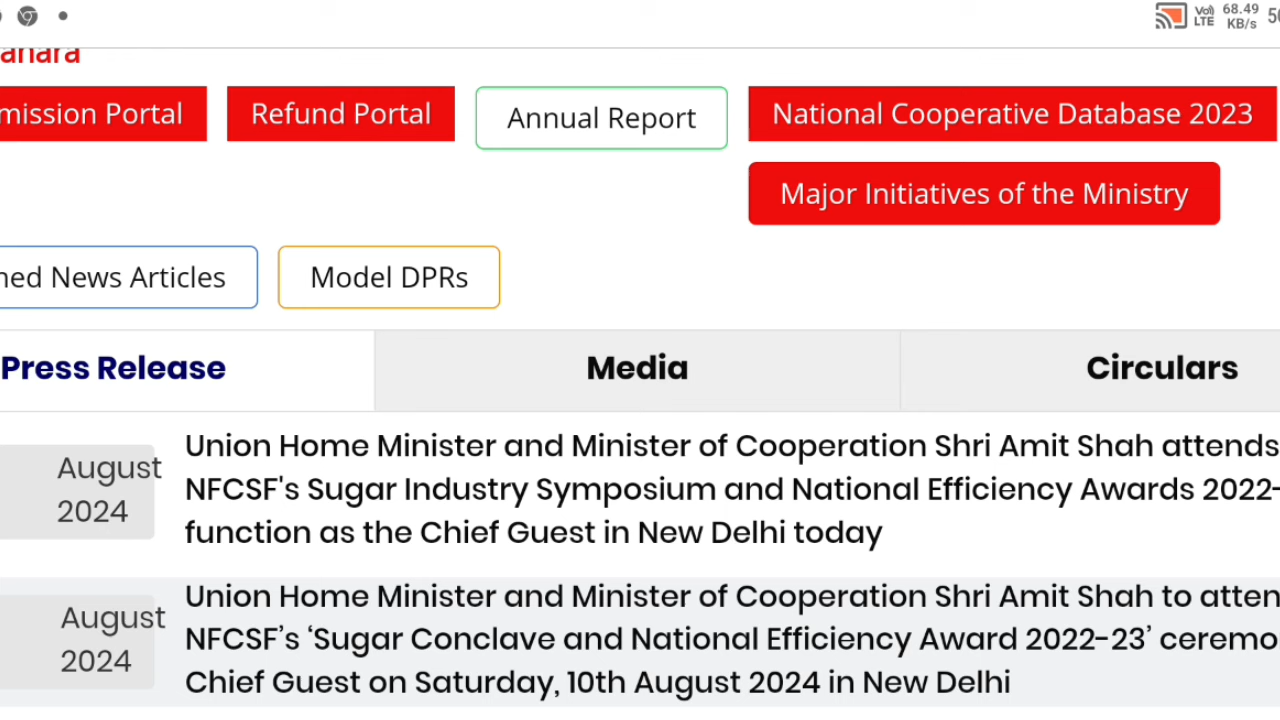 Vol) LTE 68.49 KB/s
mission Portal
Refund Portal
Annual Report
National Cooperative Database 2023
Major Initiatives of the Ministry
ned News Articles
Model DPRs
Press Release
Media
Circulars
August
2024
Union Home Minister and Minister of Cooperation Shri Amit Shah attends
NFCSF's Sugar Industry Symposium and National Efficiency Awards 2022-
function as the Chief Guest in New Delhi today
August
2024
Union Home Minister and Minister of Cooperation Shri Amit Shah to atten
NFCSF’s ‘Sugar Conclave and National Efficiency Award 2022-23’ ceremo
Chief Guest on Saturday, 10th August 2024 in New Delhi